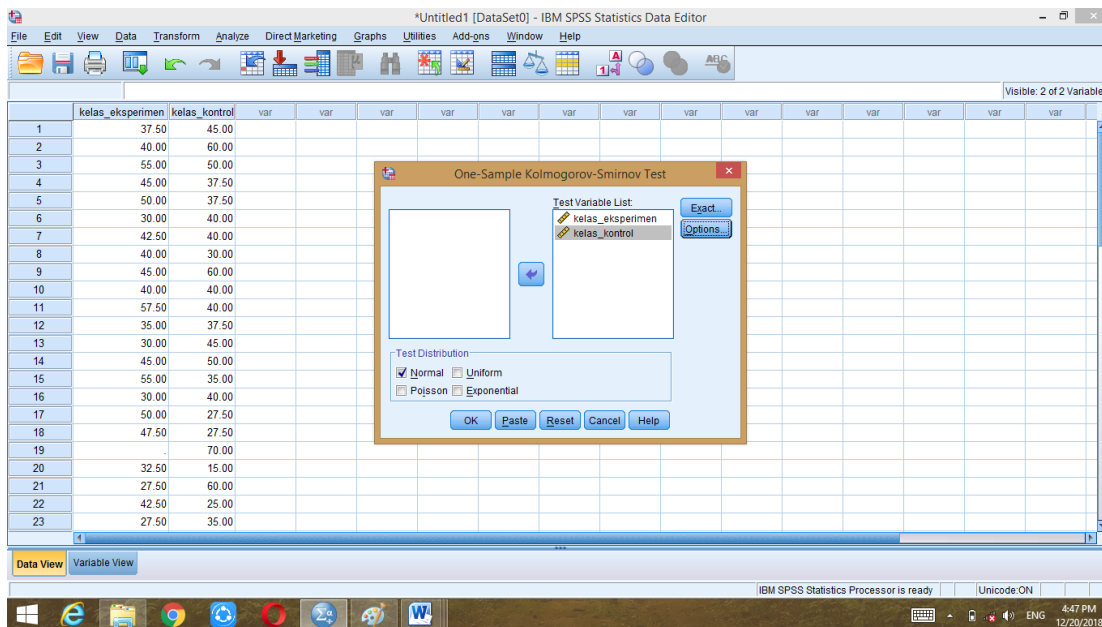 *Untitled1 [DataSet0] - IBM SPSS Statistics Data Editor
File Edit View Data Transform Analyze Direct Marketing Graphs Utilities Add-ons Window Help
Visible: 2 of 2 Variable
kelas_eksperimen kelas_kontrol var var var var var var var var var var var var var var
1 37.50 45.00
2 40.00 60.00
3 55.00 50.00
4 45.00 37.50
5 50.00 37.50
6 30.00 40.00
7 42.50 40.00
8 40.00 30.00
9 45.00 60.00
10 40.00 40.00
11 57.50 40.00
12 35.00 37.50
13 30.00 45.00
14 45.00 50.00
15 55.00 35.00
16 30.00 40.00
17 50.00 27.50
18 47.50 27.50
19 . 70.00
20 32.50 15.00
21 27.50 60.00
22 42.50 25.00
23 27.50 35.00
One-Sample Kolmogorov-Smirnov Test
Test Variable List:
kelas_eksperimen
kelas_kontrol
Exact...
Options...
Test Distribution
Normal Uniform
Poisson Exponential
OK Paste Reset Cancel Help
Data View Variable View
IBM SPSS Statistics Processor is ready Unicode:ON
ENG 4:47 PM
12/20/2018